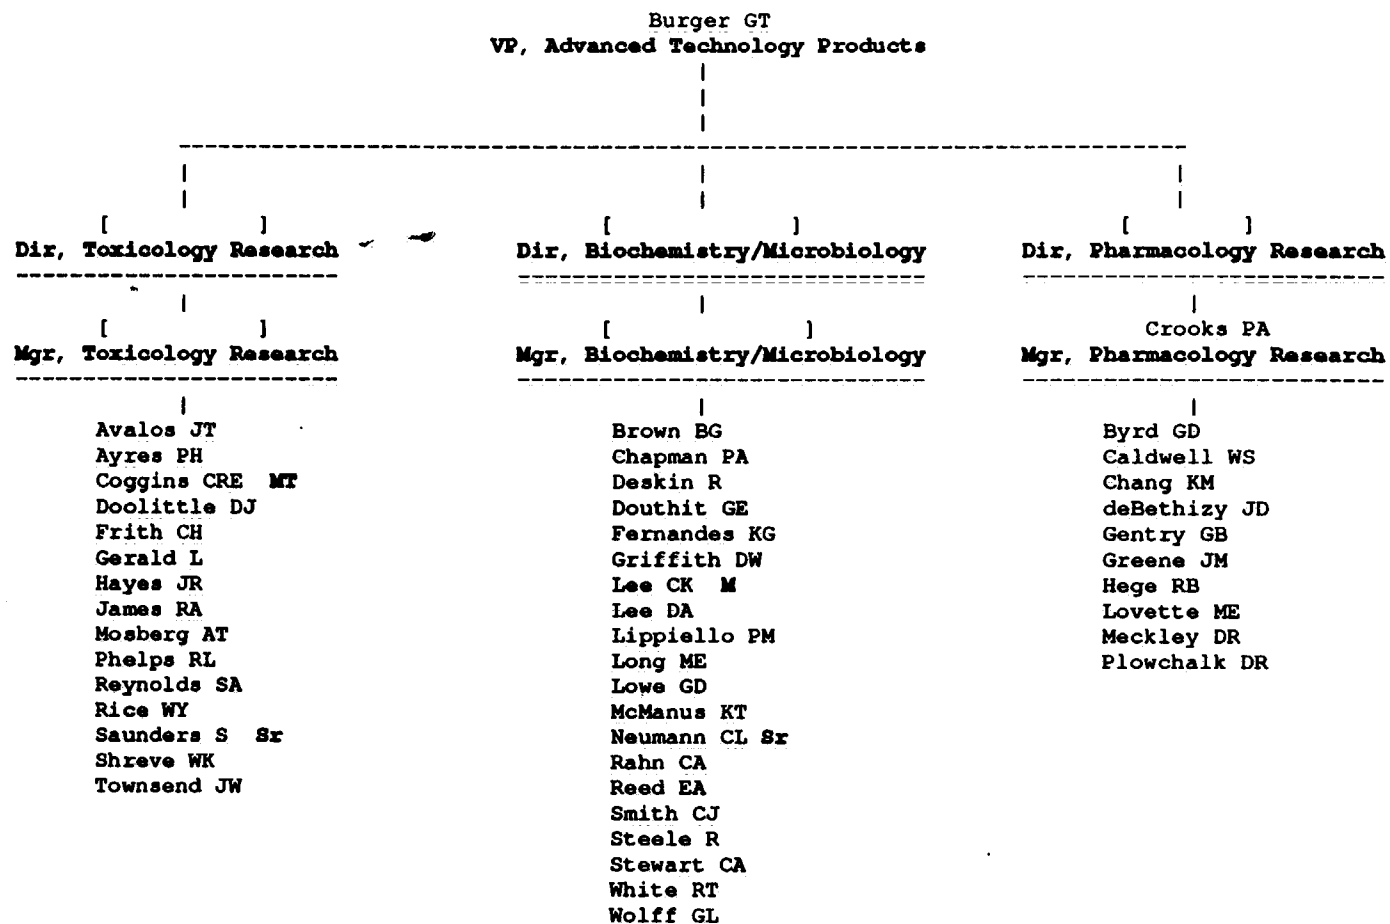 Burger GT
VP, Advanced Technology Products
[ ]
Dir, Toxicology Research
[ ]
Mgr, Toxicology Research
Avalos JT
Ayres PH
Coggins CRE MT
Doolittle DJ
Frith CH
Gerald L
Hayes JR
James RA
Mosberg AT
Phelps RL
Reynolds SA
Rice WY
Saunders S Sr
Shreve WK
Townsend JW
[ ]
Dir, Biochemistry/Microbiology
[ ]
Mgr, Biochemistry/Microbiology
Brown BG
Chapman PA
Deskin R
Douthit GE
Fernandes KG
Griffith DW
Lee CK M
Lee DA
Lippiello PM
Long ME
Lowe GD
McManus KT
Neumann CL Sr
Rahn CA
Reed EA
Smith CJ
Steele R
Stewart CA
White RT
Wolff GL
[ ]
Dir, Pharmacology Research
Crooks PA
Mgr, Pharmacology Research
Byrd GD
Caldwell WS
Chang KM
deBethizy JD
Gentry GB
Greene JM
Hege RB
Lovette ME
Meckley DR
Plowchalk DR